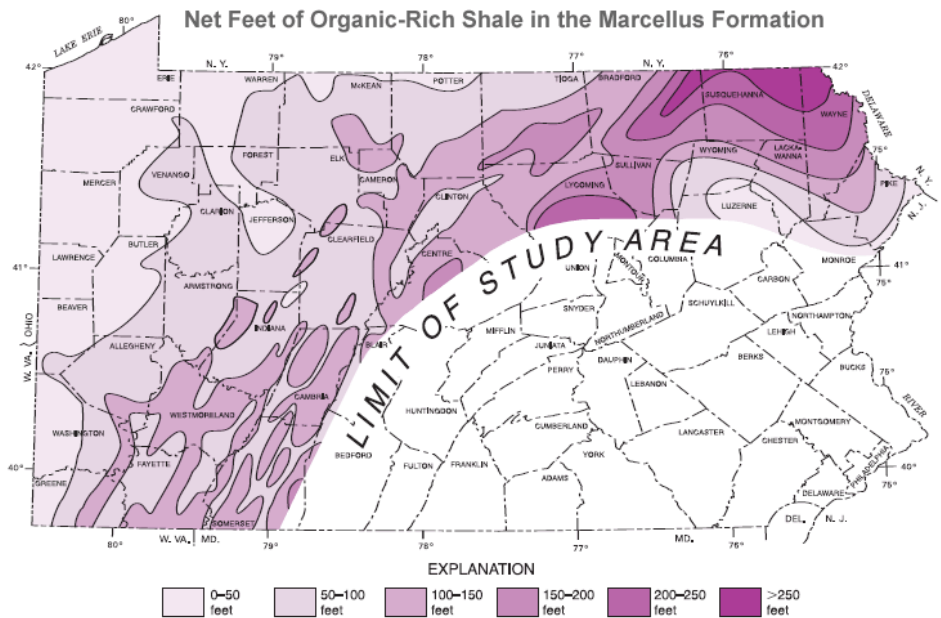 Net Feet of Organic-Rich Shale in the Marcellus Formation
LAKE ERIE
80°
42°
N. Y.
79°
78°
77°
N. Y.
76°
42°
ERIE
WARREN
McKEAN
POTTER
TIOGA
BRADFORD
SUSQUEHANNA
WAYNE
DELAWARE
CRAWFORD
FOREST
ELK
CAMERON
SULLIVAN
WYOMING
LACKA-
WANNA
75°
N. Y.
N. J.
PIKE
MERCER
VENANGO
CLARION
JEFFERSON
CLINTON
LYCOMING
LUZERNE
CLEARFIELD
CENTRE
LAWRENCE
BUTLER
41°
LIMIT OF STUDY AREA
UNION
MONTOUR
COLUMBIA
MONROE
41°
75°
CARBON
ARMSTRONG
SNYDER
NORTHUMBERLAND
SCHUYLKILL
NORTHAMPTON
BEAVER
INDIANA
MIFFLIN
LEHIGH
OHIO
W. VA.
ALLEGHENY
BLAIR
JUNIATA
PERRY
DAUPHIN
BERKS
BUCKS
75°
LEBANON
WESTMORELAND
CAMBRIA
HUNTINGDON
CUMBERLAND
LANCASTER
MONTGOMERY
RIVER
WASHINGTON
CHESTER
PHILADELPHIA
40°
FAYETTE
BEDFORD
FULTON
FRANKLIN
YORK
40°
75°
GREENE
ADAMS
DELAWARE
SOMERSET
DEL.
N. J.
80°
W. VA.
MD.
79°
78°
77°
MD.
76°
EXPLANATION
0–50
feet
50–100
feet
100–150
feet
150–200
feet
200–250
feet
>250
feet